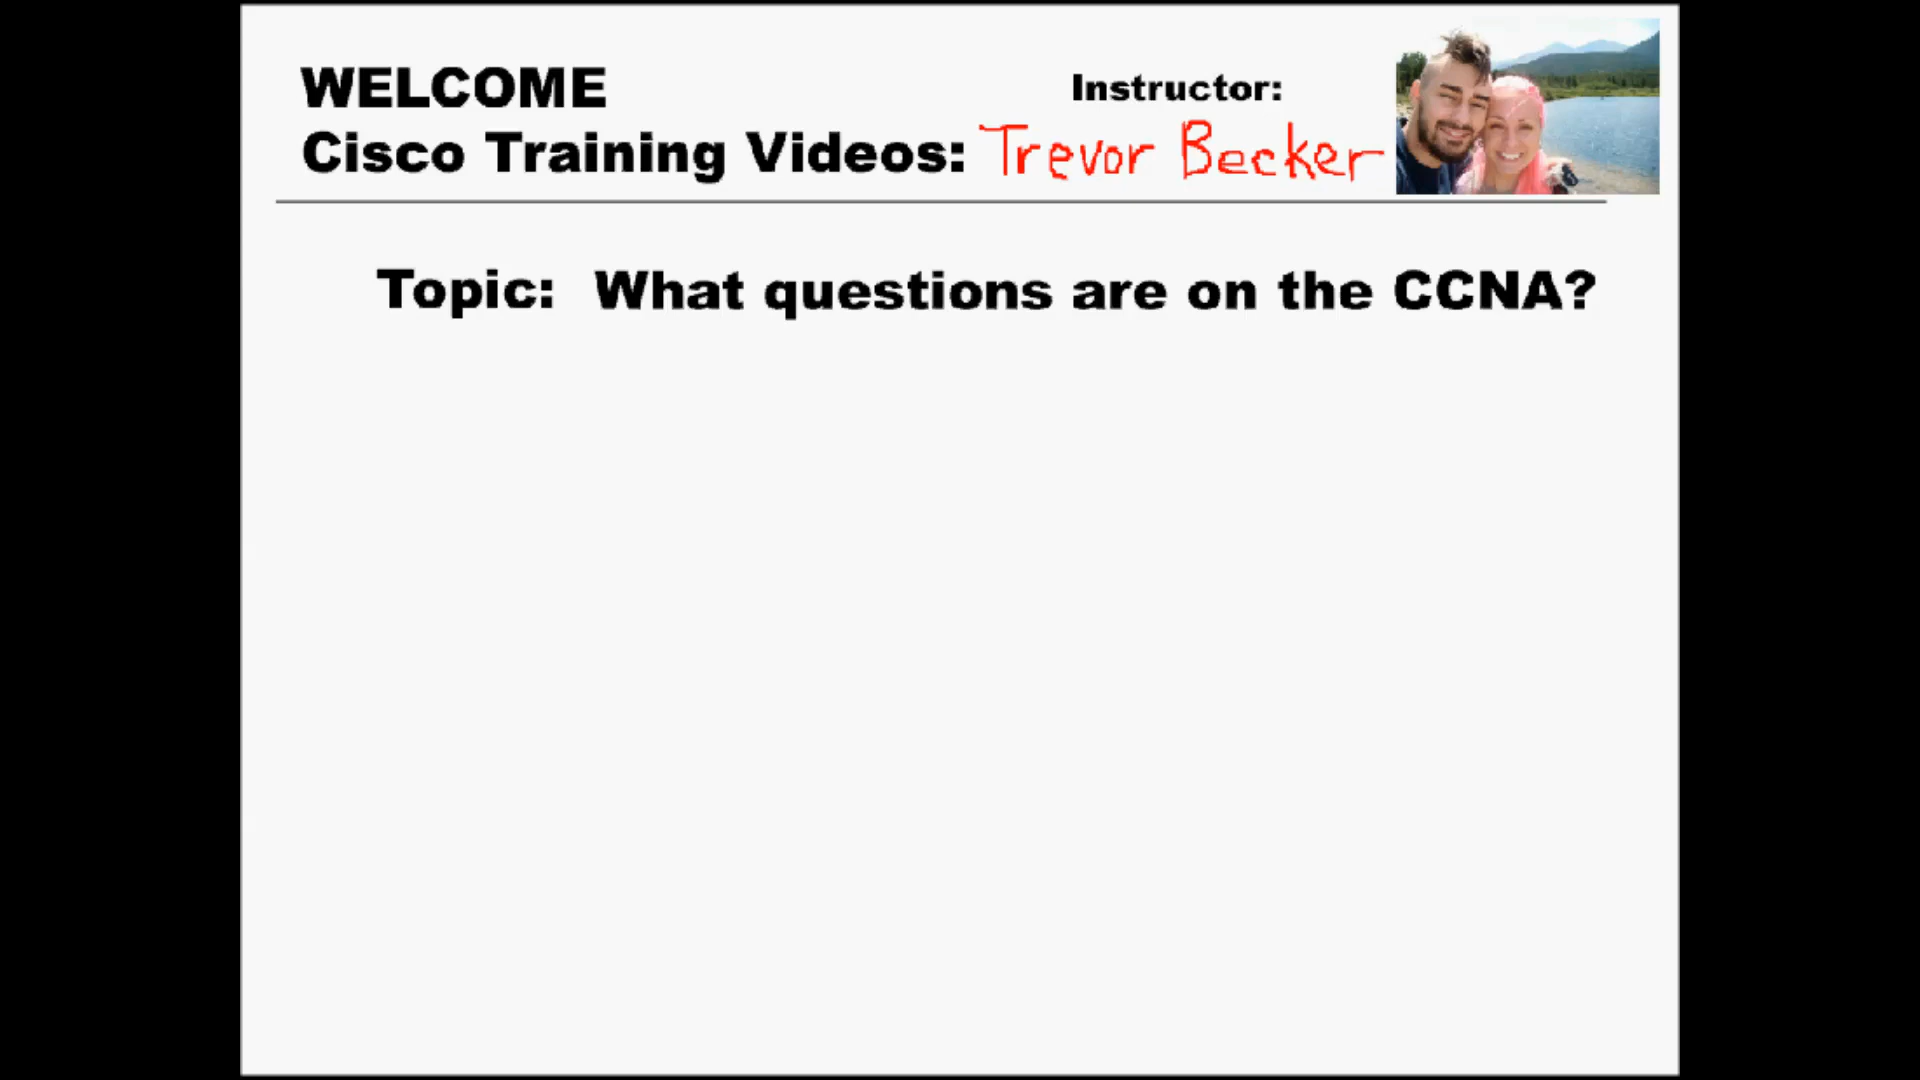 WELCOME
Instructor:
Cisco Training Videos: Trevor Becker
Topic: What questions are on the CCNA?